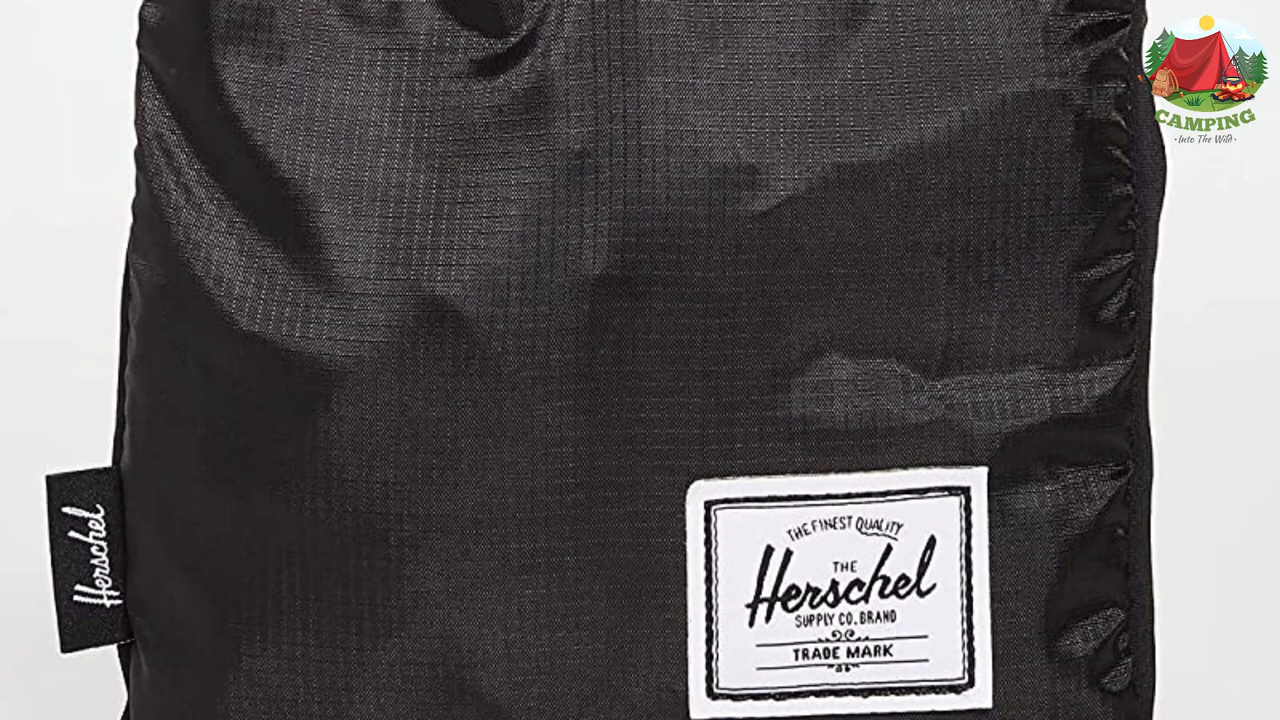 CAMPING
• Into The Wild •
Herschel
THE FINEST QUALITY
THE
Herschel
SUPPLY CO. BRAND
TRADE MARK